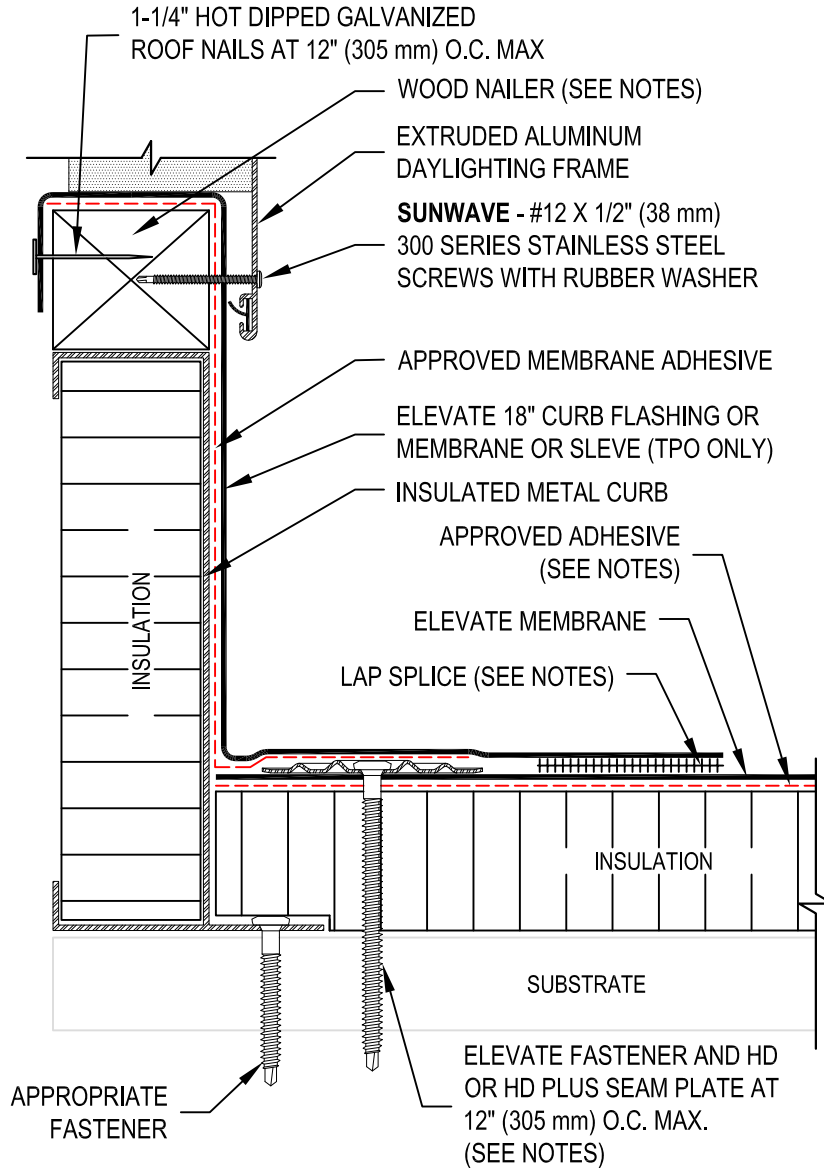 1-1/4" HOT DIPPED GALVANIZED
ROOF NAILS AT 12" (305 mm) O.C. MAX
WOOD NAILER (SEE NOTES)
EXTRUDED ALUMINUM
DAYLIGHTING FRAME
SUNWAVE - #12 X 1/2" (38 mm)
300 SERIES STAINLESS STEEL
SCREWS WITH RUBBER WASHER
APPROVED MEMBRANE ADHESIVE
ELEVATE 18" CURB FLASHING OR
MEMBRANE OR SLEVE (TPO ONLY)
INSULATED METAL CURB
APPROVED ADHESIVE
(SEE NOTES)
INSULATION
ELEVATE MEMBRANE
LAP SPLICE (SEE NOTES)
INSULATION
SUBSTRATE
APPROPRIATE
FASTENER
ELEVATE FASTENER AND HD
OR HD PLUS SEAM PLATE AT
12" (305 mm) O.C. MAX.
(SEE NOTES)